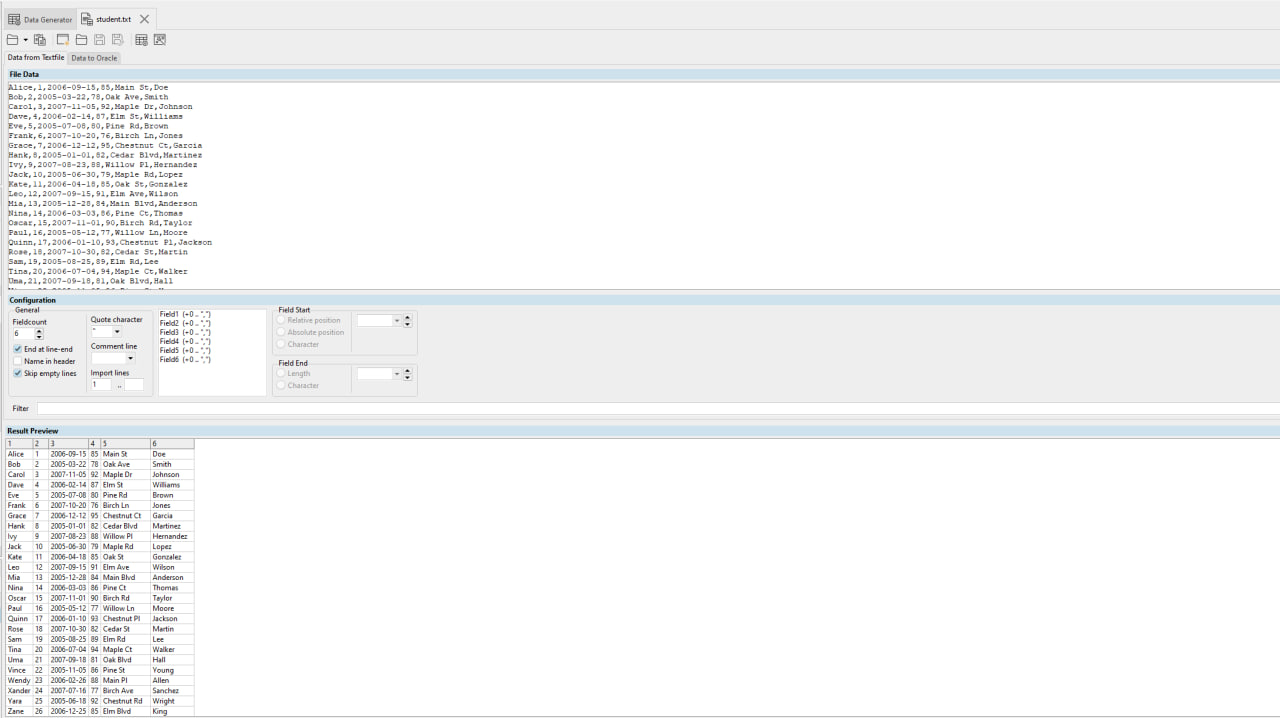 Data Generator
student.txt
Data from Textfile
Data to Oracle
File Data
Alice,1,2006-09-15,85,Main St,Doe
Bob,2,2005-03-22,78,Oak Ave,Smith
Carol,3,2007-11-05,92,Maple Dr,Johnson
Dave,4,2006-02-14,87,Elm St,Williams
Eve,5,2005-07-08,80,Pine Rd,Brown
Frank,6,2007-10-20,76,Birch Ln,Jones
Grace,7,2006-12-12,95,Chestnut Ct,Garcia
Hank,8,2005-01-01,82,Cedar Blvd,Martinez
Ivy,9,2007-08-23,88,Willow Pl,Hernandez
Jack,10,2005-06-30,79,Maple Rd,Lopez
Kate,11,2006-04-18,85,Oak St,Gonzalez
Leo,12,2007-09-15,91,Elm Ave,Wilson
Mia,13,2005-12-28,84,Main Blvd,Anderson
Nina,14,2006-03-03,86,Pine Ct,Thomas
Oscar,15,2007-11-01,90,Birch Rd,Taylor
Paul,16,2005-05-12,77,Willow Ln,Moore
Quinn,17,2006-01-10,93,Chestnut Pl,Jackson
Rose,18,2007-10-30,82,Cedar St,Martin
Sam,19,2005-08-25,89,Elm Rd,Lee
Tina,20,2006-07-04,94,Maple Ct,Walker
Uma,21,2007-09-18,81,Oak Blvd,Hall
Configuration
General
Fieldcount
6
End at line-end
Name in header
Skip empty lines
Quote character
"
Comment line
Import lines
1 ..
Field1 (+0 .. ",")
Field2 (+0 .. ",")
Field3 (+0 .. ",")
Field4 (+0 .. ",")
Field5 (+0 .. ",")
Field6 (+0 .. ",")
Field Start
Relative position
Absolute position
Character
Field End
Length
Character
Filter
Result Preview
1 2 3 4 5 6
Alice 1 2006-09-15 85 Main St Doe
Bob 2 2005-03-22 78 Oak Ave Smith
Carol 3 2007-11-05 92 Maple Dr Johnson
Dave 4 2006-02-14 87 Elm St Williams
Eve 5 2005-07-08 80 Pine Rd Brown
Frank 6 2007-10-20 76 Birch Ln Jones
Grace 7 2006-12-12 95 Chestnut Ct Garcia
Hank 8 2005-01-01 82 Cedar Blvd Martinez
Ivy 9 2007-08-23 88 Willow Pl Hernandez
Jack 10 2005-06-30 79 Maple Rd Lopez
Kate 11 2006-04-18 85 Oak St Gonzalez
Leo 12 2007-09-15 91 Elm Ave Wilson
Mia 13 2005-12-28 84 Main Blvd Anderson
Nina 14 2006-03-03 86 Pine Ct Thomas
Oscar 15 2007-11-01 90 Birch Rd Taylor
Paul 16 2005-05-12 77 Willow Ln Moore
Quinn 17 2006-01-10 93 Chestnut Pl Jackson
Rose 18 2007-10-30 82 Cedar St Martin
Sam 19 2005-08-25 89 Elm Rd Lee
Tina 20 2006-07-04 94 Maple Ct Walker
Uma 21 2007-09-18 81 Oak Blvd Hall
Vince 22 2005-11-05 86 Pine St Young
Wendy 23 2006-02-26 88 Main Pl Allen
Xander 24 2007-07-16 77 Birch Ave Sanchez
Yara 25 2005-06-18 92 Chestnut Rd Wright
Zane 26 2006-12-25 85 Elm Blvd King